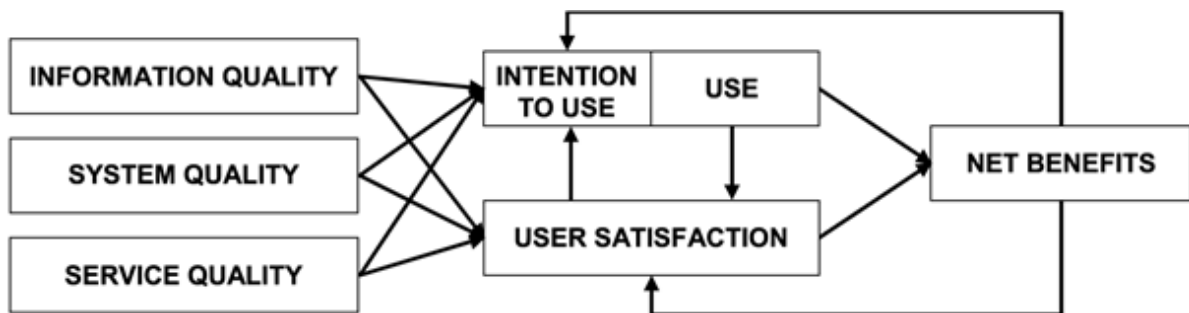 INFORMATION QUALITY
SYSTEM QUALITY
SERVICE QUALITY
INTENTION
TO USE
USE
USER SATISFACTION
NET BENEFITS